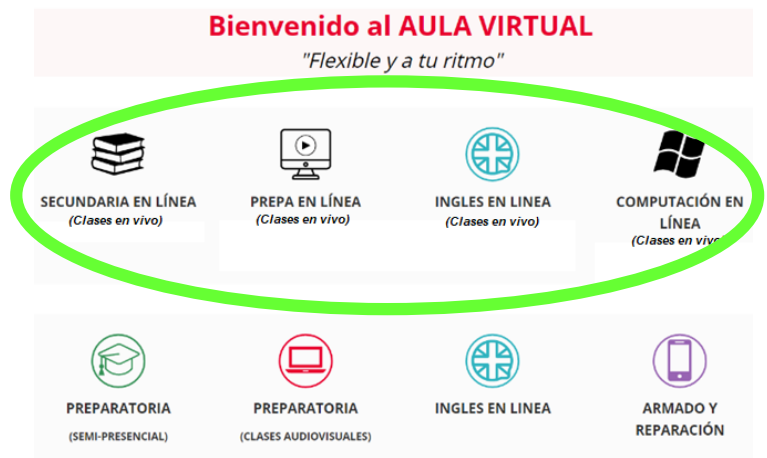 Bienvenido al AULA VIRTUAL
"Flexible y a tu ritmo"
SECUNDARIA EN LÍNEA
(Clases en vivo)
PREPA EN LÍNEA
(Clases en vivo)
INGLES EN LINEA
(Clases en vivo)
COMPUTACIÓN EN
LÍNEA
(Clases en vivo)
PREPARATORIA
(SEMI-PRESENCIAL)
PREPARATORIA
(CLASES AUDIOVISUALES)
INGLES EN LINEA
ARMADO Y
REPARACIÓN